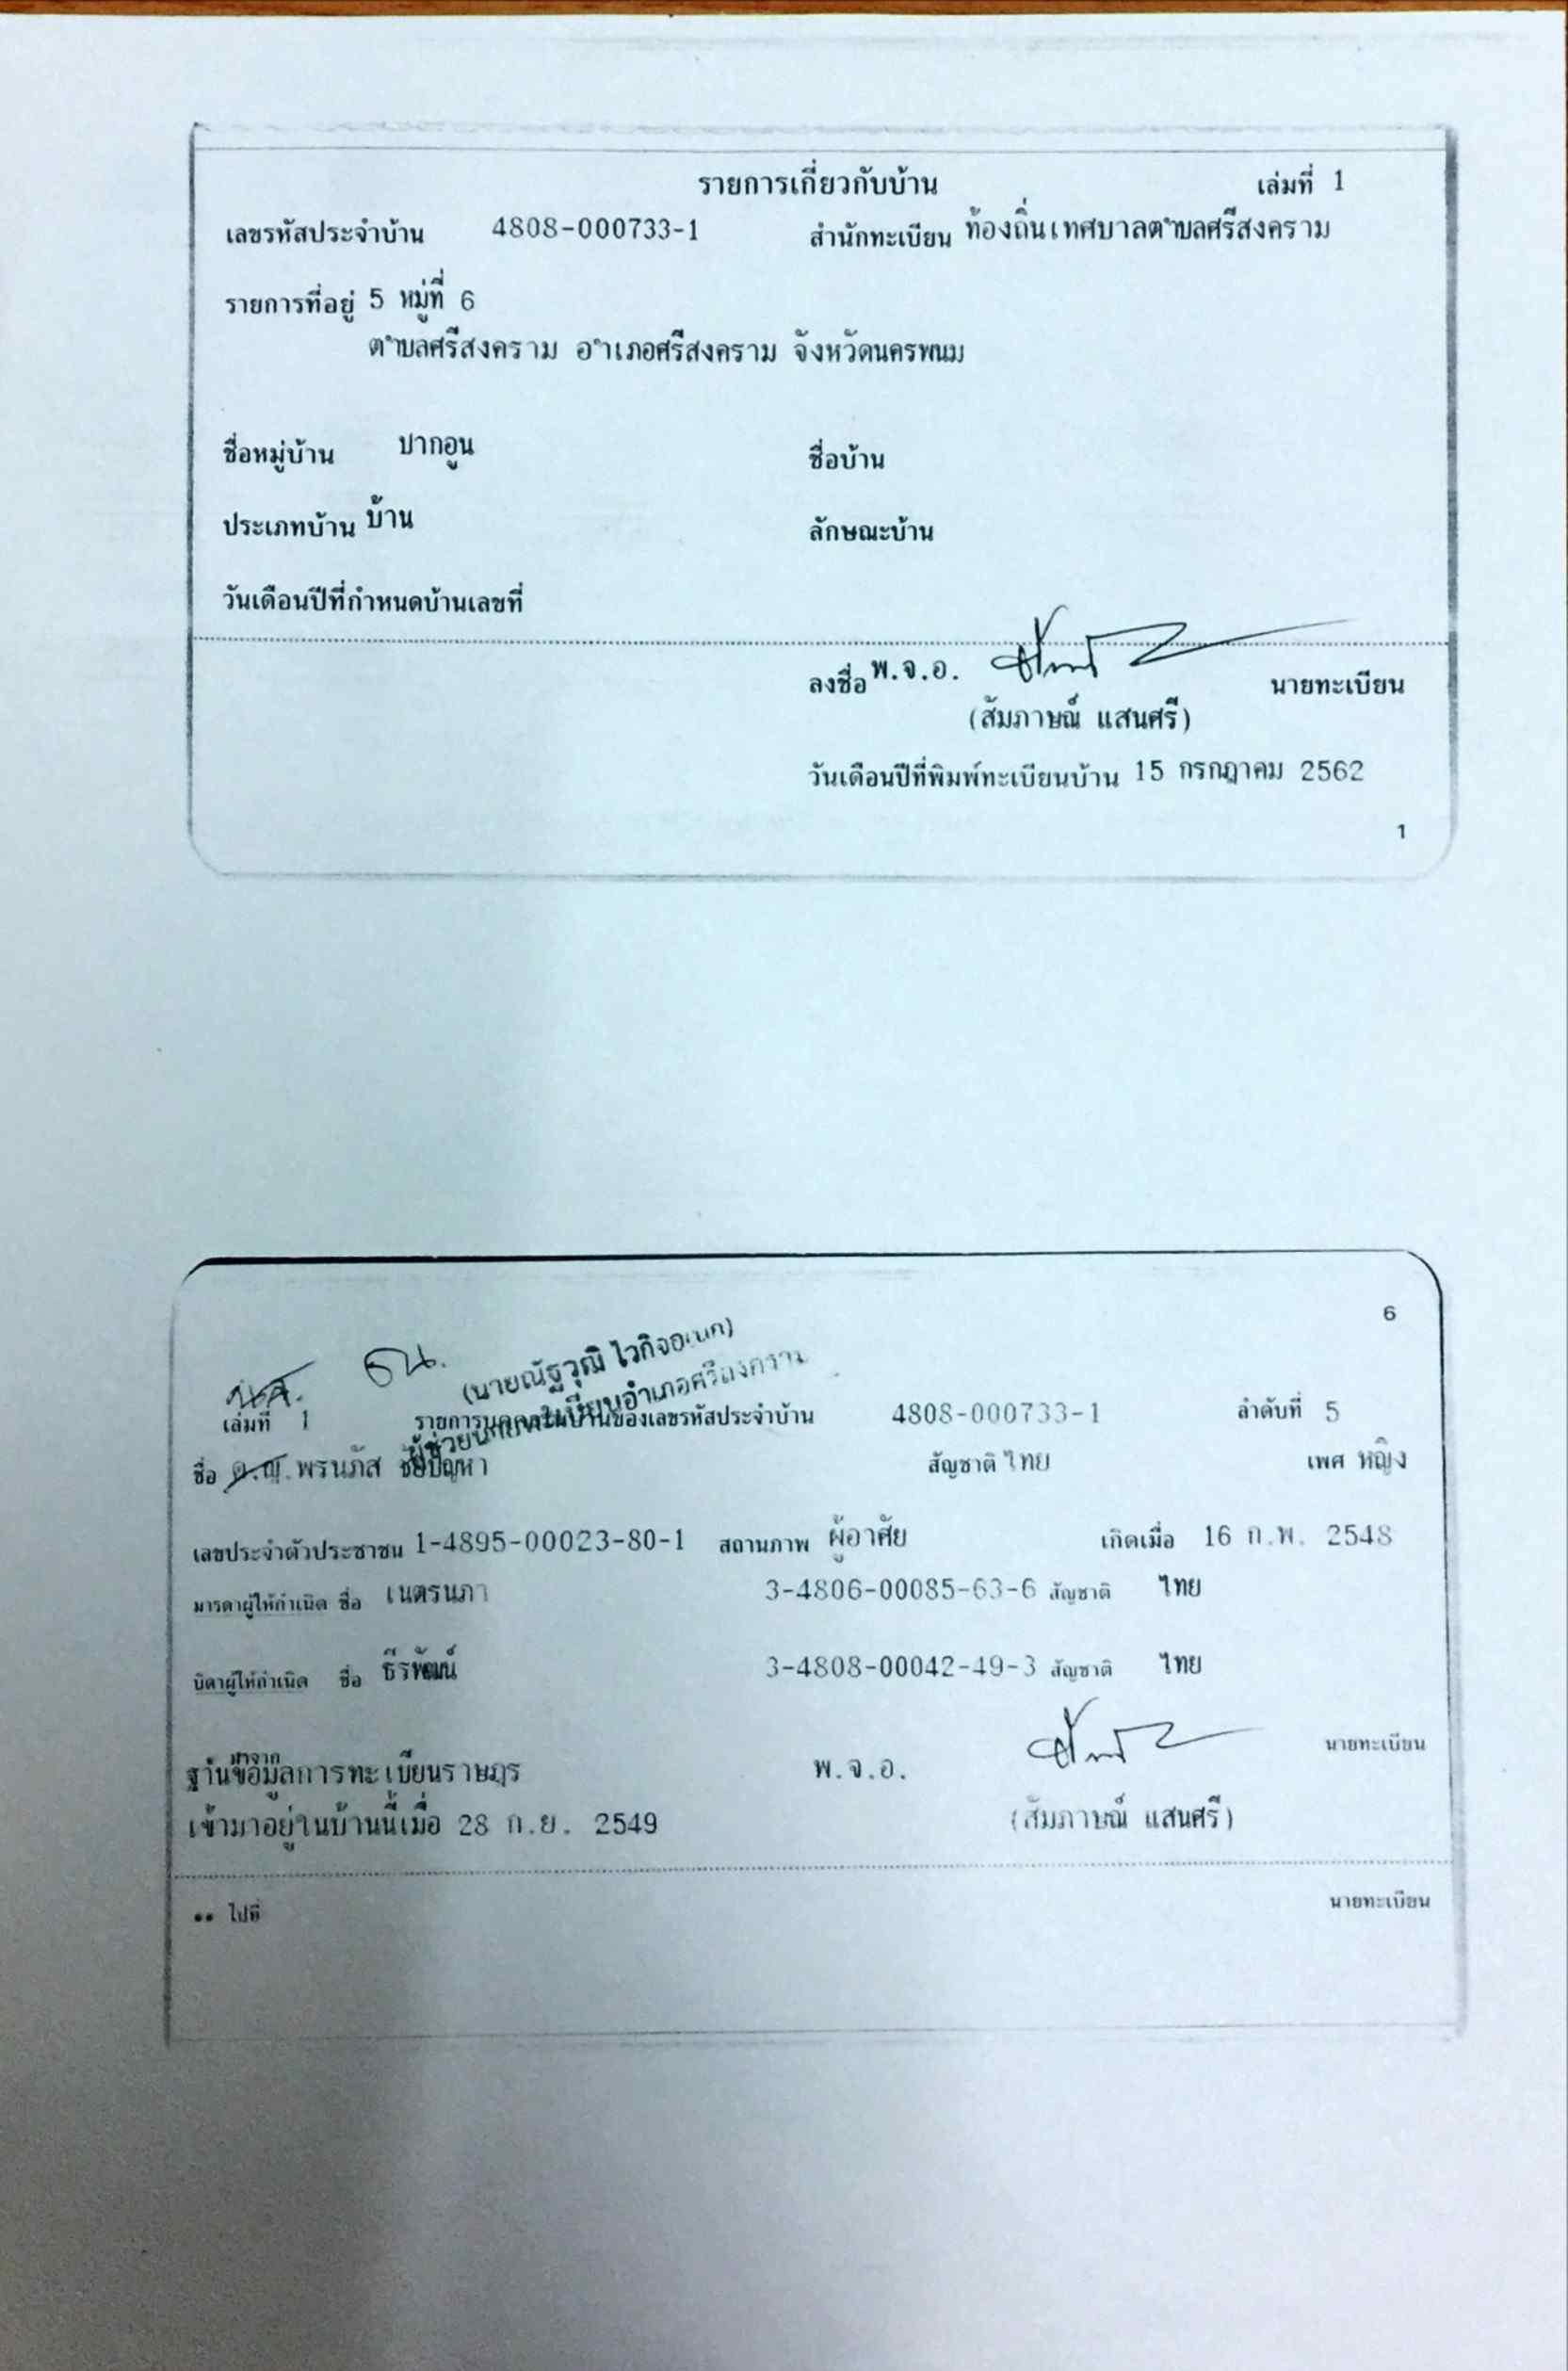 รายการเกี่ยวกับบ้าน เล่มที่ 1
เลขรหัสประจำบ้าน 4808-000733-1 สำนักทะเบียน ท้องถิ่นเทศบาลตำบลศรีสงคราม
รายการที่อยู่ 5 หมู่ที่ 6
ตำบลศรีสงคราม อำเภอศรีสงคราม จังหวัดนครพนม
ชื่อหมู่บ้าน ปากอูน ชื่อบ้าน
ประเภทบ้าน บ้าน ลักษณะบ้าน
วันเดือนปีที่กำหนดบ้านเลขที่
ลงชื่อ พ.จ.อ. นายทะเบียน
(สัมภาษณ์ แสนศรี)
วันเดือนปีที่พิมพ์ทะเบียนบ้าน 15 กรกฎาคม 2562
1
6
น.ส.
(นายณัฐวุฒิ ไวกิจอเนก)
ผู้ช่วยนายทะเบียนอำเภอศรีสงคราม
เล่มที่ 1 รายการบุคคลในบ้านของเลขรหัสประจำบ้าน 4808-000733-1 ลำดับที่ 5
ชื่อ ด.ญ. พรนภัส ชัยปัญหา สัญชาติ ไทย เพศ หญิง
เลขประจำตัวประชาชน 1-4895-00023-80-1 สถานภาพ ผู้อาศัย เกิดเมื่อ 16 ก.พ. 2548
มารดาผู้ให้กำเนิด ชื่อ เนตรนภา 3-4806-00085-63-6 สัญชาติ ไทย
บิดาผู้ให้กำเนิด ชื่อ ธีรพัฒน์ 3-4808-00042-49-3 สัญชาติ ไทย
มาจาก
ฐานข้อมูลการทะเบียนราษฎร พ.จ.อ. นายทะเบียน
เข้ามาอยู่ในบ้านนี้เมื่อ 28 ก.ย. 2549 (สัมภาษณ์ แสนศรี)
** ไปที่ นายทะเบียน